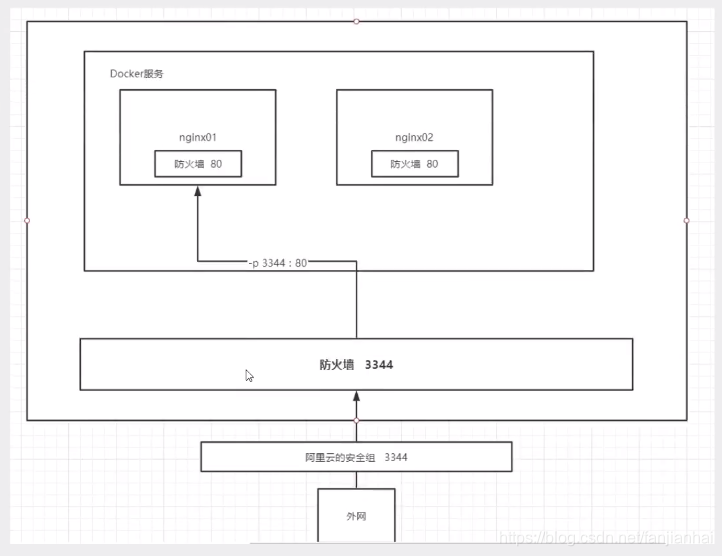 Docker服务
nginx01
nginx02
防火墙 80
防火墙 80
-p 3344 : 80
防火墙 3344
阿里云的安全组 3344
外网
https://blog.csdn.net/fanjianhai